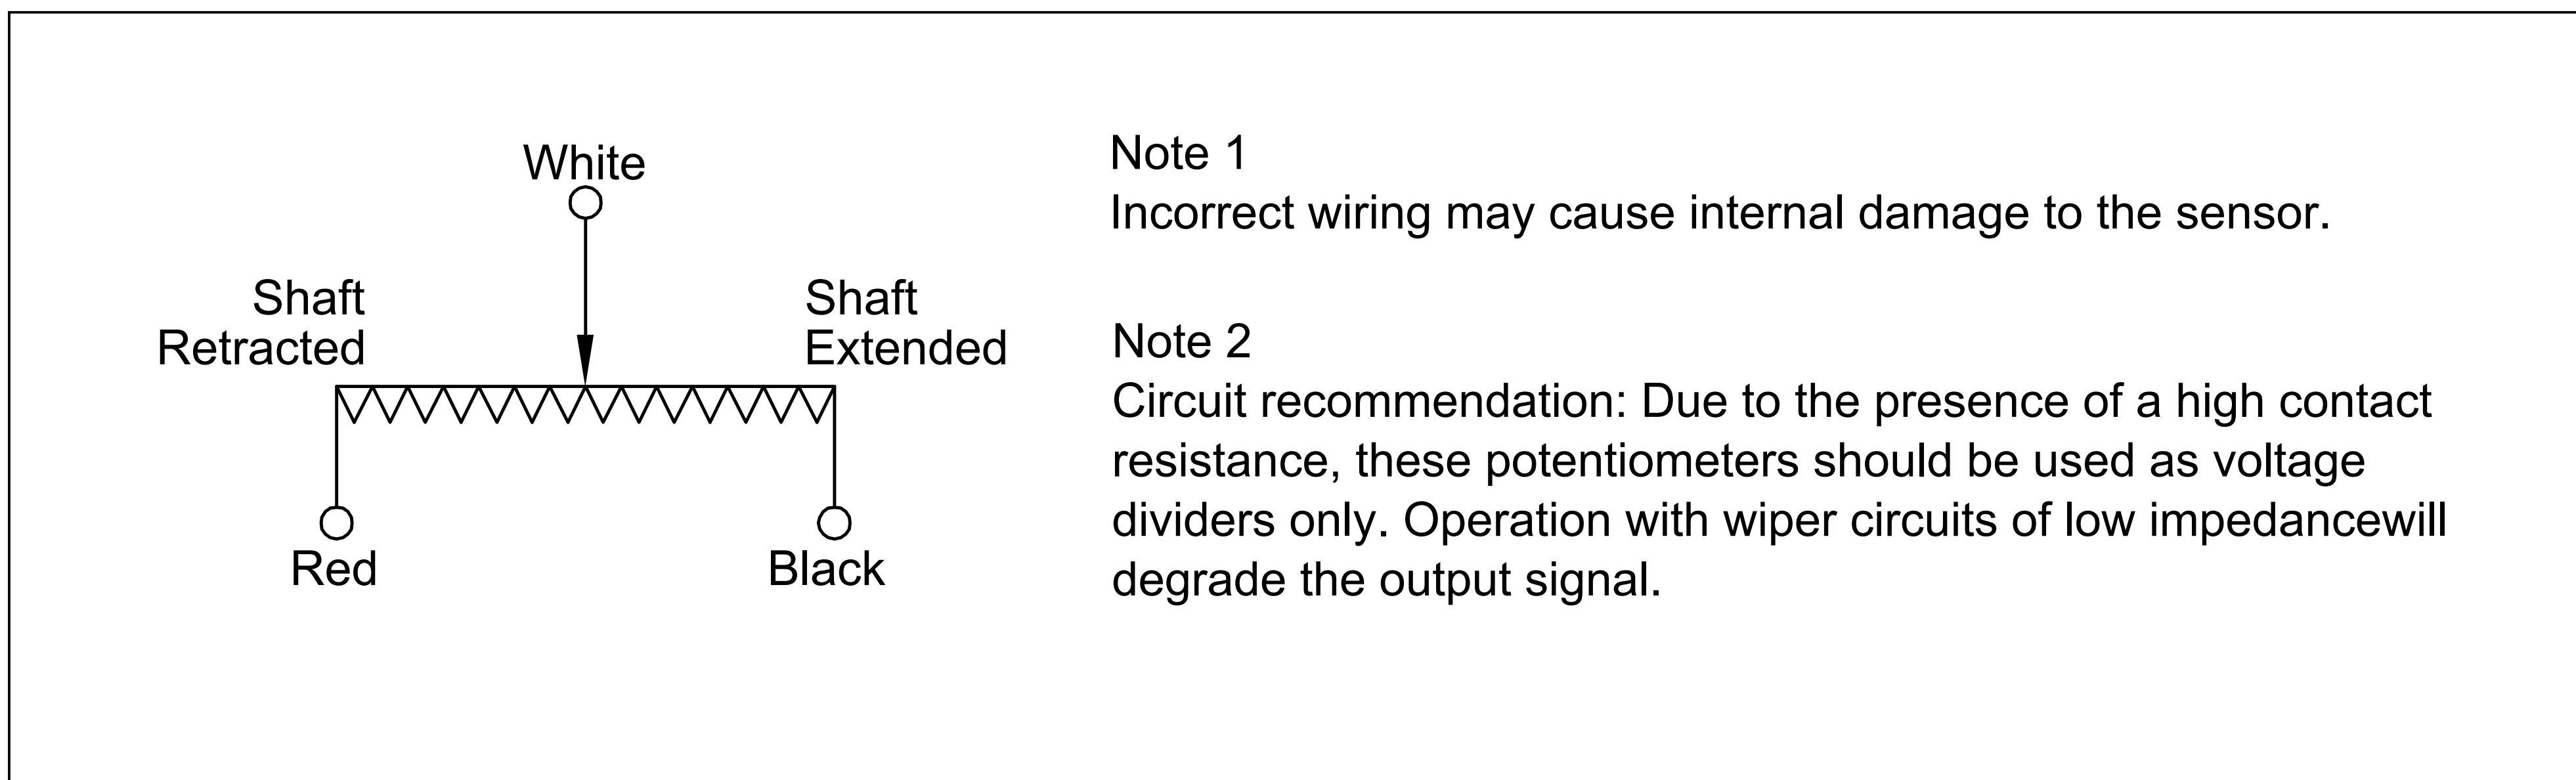 White
Shaft
Retracted
Shaft
Extended
Red
Black
Note 1
Incorrect wiring may cause internal damage to the sensor.
Note 2
Circuit recommendation: Due to the presence of a high contact
resistance, these potentiometers should be used as voltage
dividers only. Operation with wiper circuits of low impedancewill
degrade the output signal.